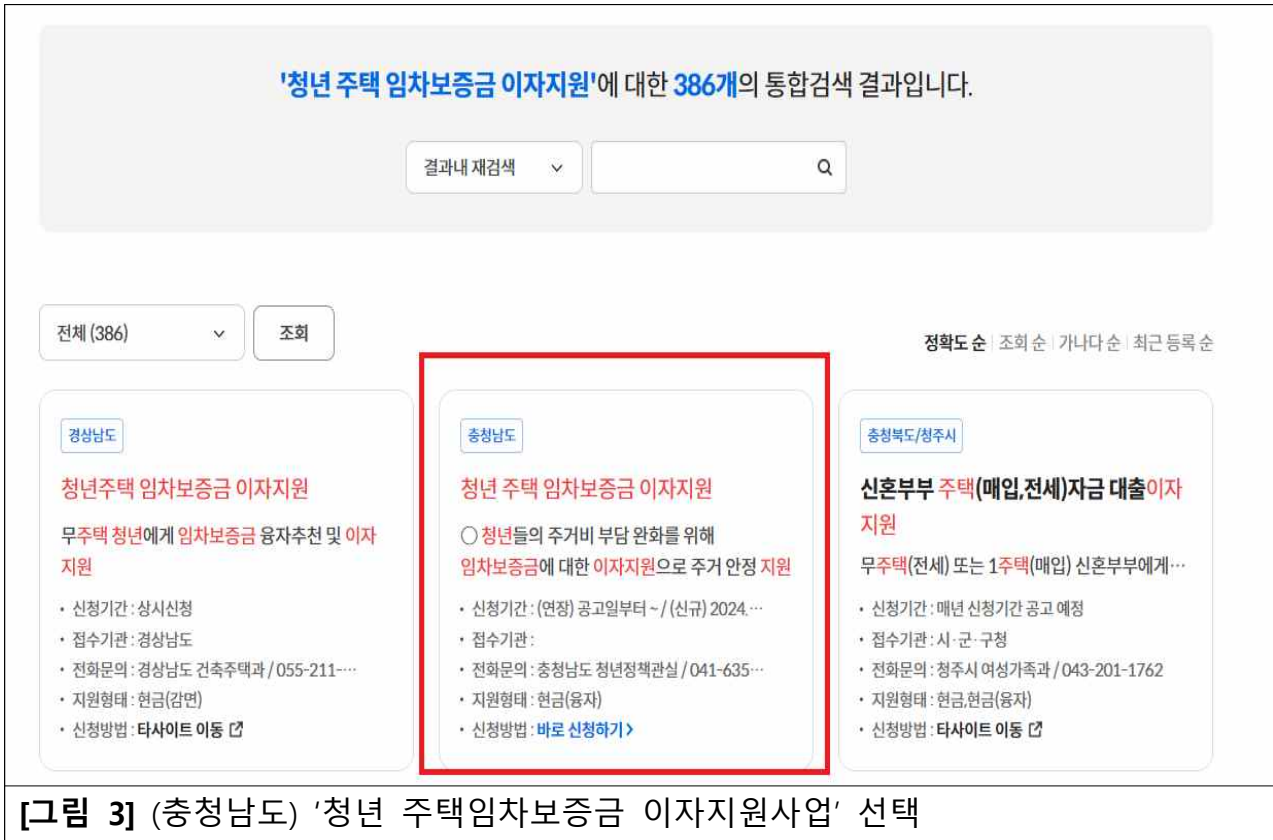 '청년 주택 임차보증금 이자지원'에 대한 386개의 통합검색 결과입니다.
결과내 재검색
전체 (386)
조회
정확도 순 | 조회 순 | 가나다 순 | 최근 등록 순
경상남도
청년주택 임차보증금 이자지원
무주택 청년에게 임차보증금 융자추천 및 이자
지원
• 신청기간 : 상시신청
• 접수기관 : 경상남도
• 전화문의 : 경상남도 건축주택과 / 055-211-…
• 지원형태 : 현금(감면)
• 신청방법 : 타사이트 이동
충청남도
청년 주택 임차보증금 이자지원
○ 청년들의 주거비 부담 완화를 위해
임차보증금에 대한 이자지원으로 주거 안정 지원
• 신청기간 : (연장) 공고일부터 ~ / (신규) 2024.…
• 접수기관 :
• 전화문의 : 충청남도 청년정책관실 / 041-635…
• 지원형태 : 현금(융자)
• 신청방법 : 바로 신청하기 >
충청북도/청주시
신혼부부 주택(매입,전세)자금 대출이자
지원
무주택(전세) 또는 1주택(매입) 신혼부부에게…
• 신청기간 : 매년 신청기간 공고 예정
• 접수기관 : 시·군·구청
• 전화문의 : 청주시 여성가족과 / 043-201-1762
• 지원형태 : 현금,현금(융자)
• 신청방법 : 타사이트 이동
[그림 3] (충청남도) '청년 주택임차보증금 이자지원사업' 선택